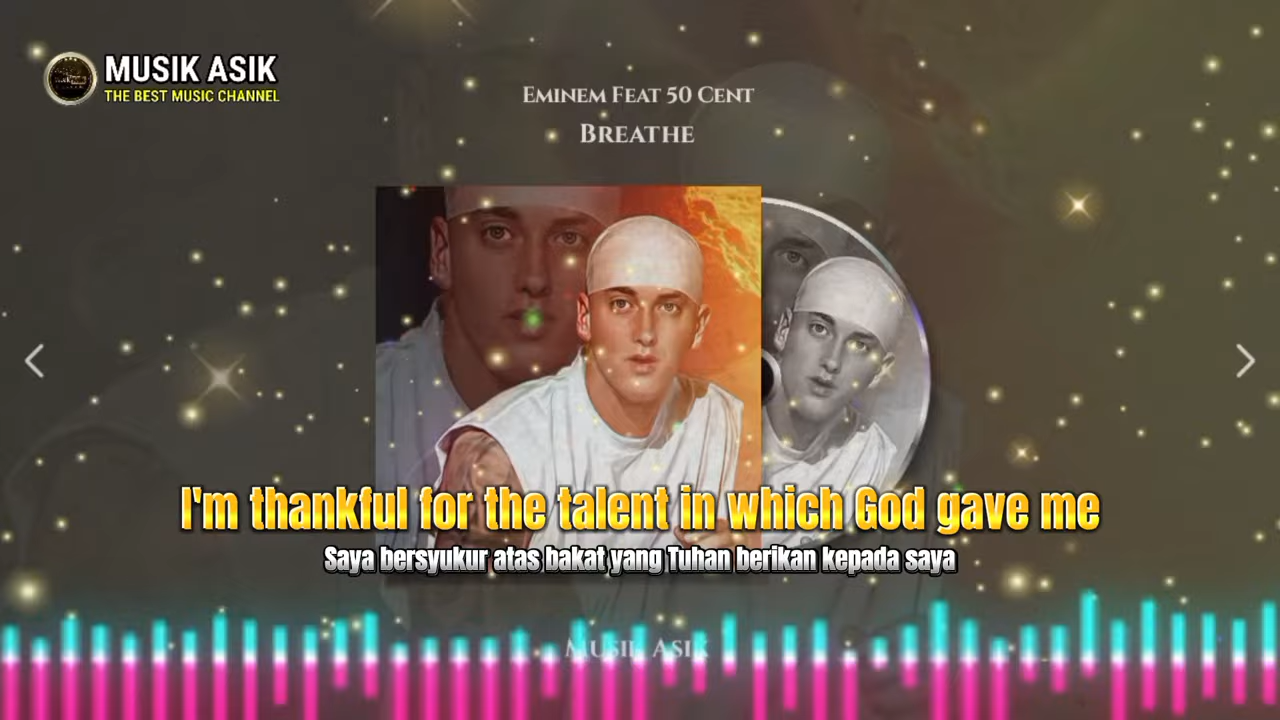 MUSIK ASIK
THE BEST MUSIC CHANNEL
EMINEM FEAT 50 CENT
BREATHE
I'm thankful for the talent in which God gave me
Saya bersyukur atas bakat yang Tuhan berikan kepada saya
MUSIK ASIK